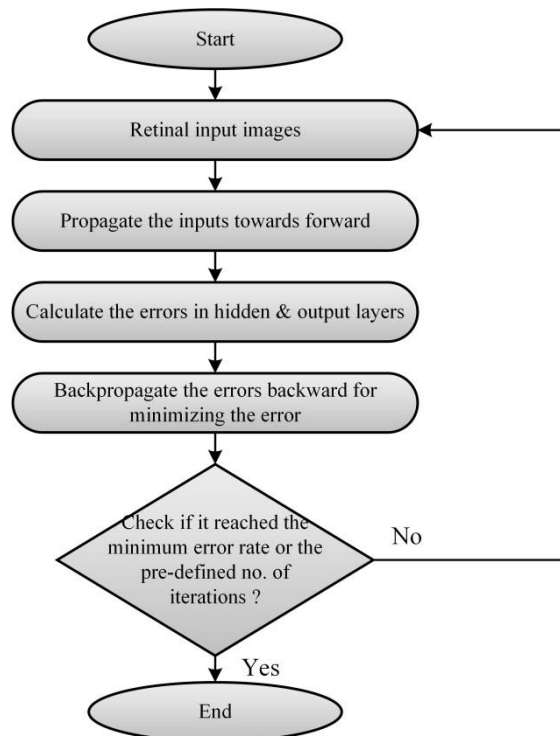 Start
Retinal input images
Propagate the inputs towards forward
Calculate the errors in hidden & output layers
Backpropagate the errors backward for
minimizing the error
Check if it reached the
minimum error rate or the
pre-defined no. of
iterations ?
No
Yes
End